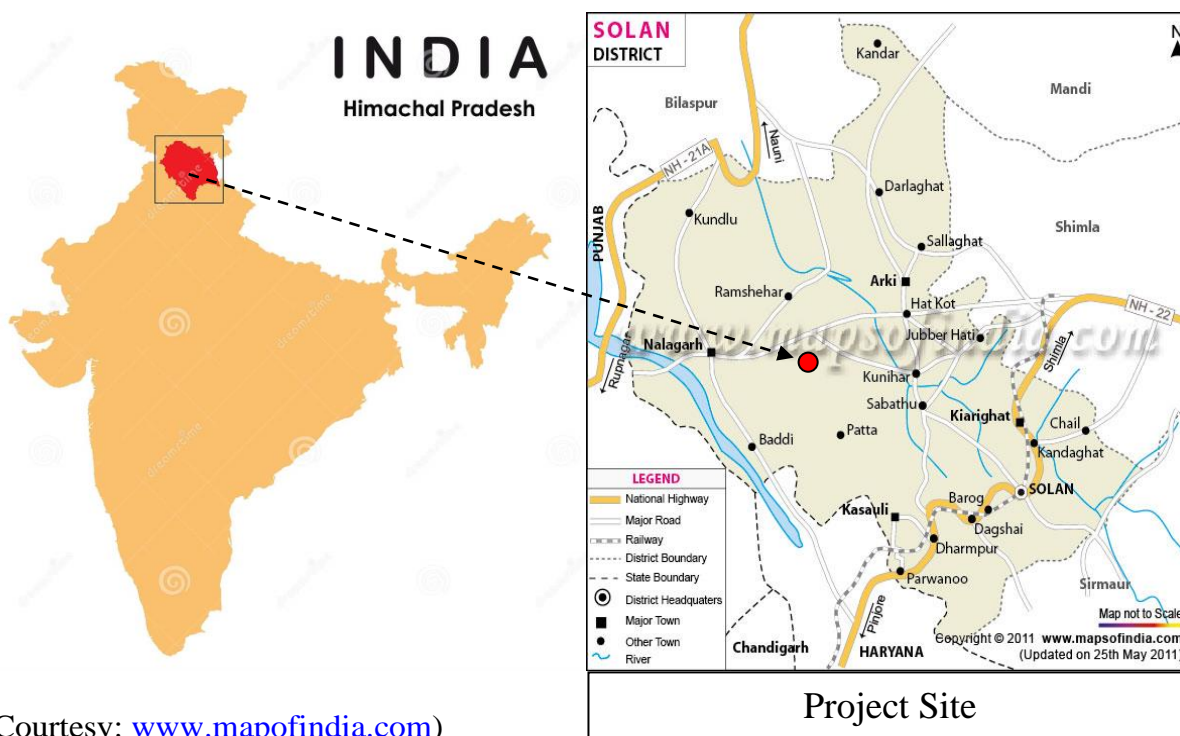 INDIA
Himachal Pradesh
SOLAN
DISTRICT
N
Kandar
Mandi
Bilaspur
Nauni
NH - 21A
Darlaghat
PUNJAB
Kundlu
Shimla
Sallaghat
Arki
Ramshehar
Hat Kot
NH - 22
www.mapsofindia.com
Jubber Hati
Nalagarh
Shimla
Rupnagar
Kunihar
Sabathu
Kiarighat
Chail
Patta
Baddi
Kandaghat
LEGEND
National Highway
Major Road
Railway
District Boundary
State Boundary
District Headquaters
Major Town
Other Town
River
SOLAN
Barog
Kasauli
Dagshai
Dharmpur
Parwanoo
Sirmaur
Pinjore
Map not to Scale
Chandigarh
HARYANA
Copyright © 2011 www.mapsofindia.com
(Updated on 25th May 2011)
Project Site
Courtesy: www.mapofindia.com)
dreamstime